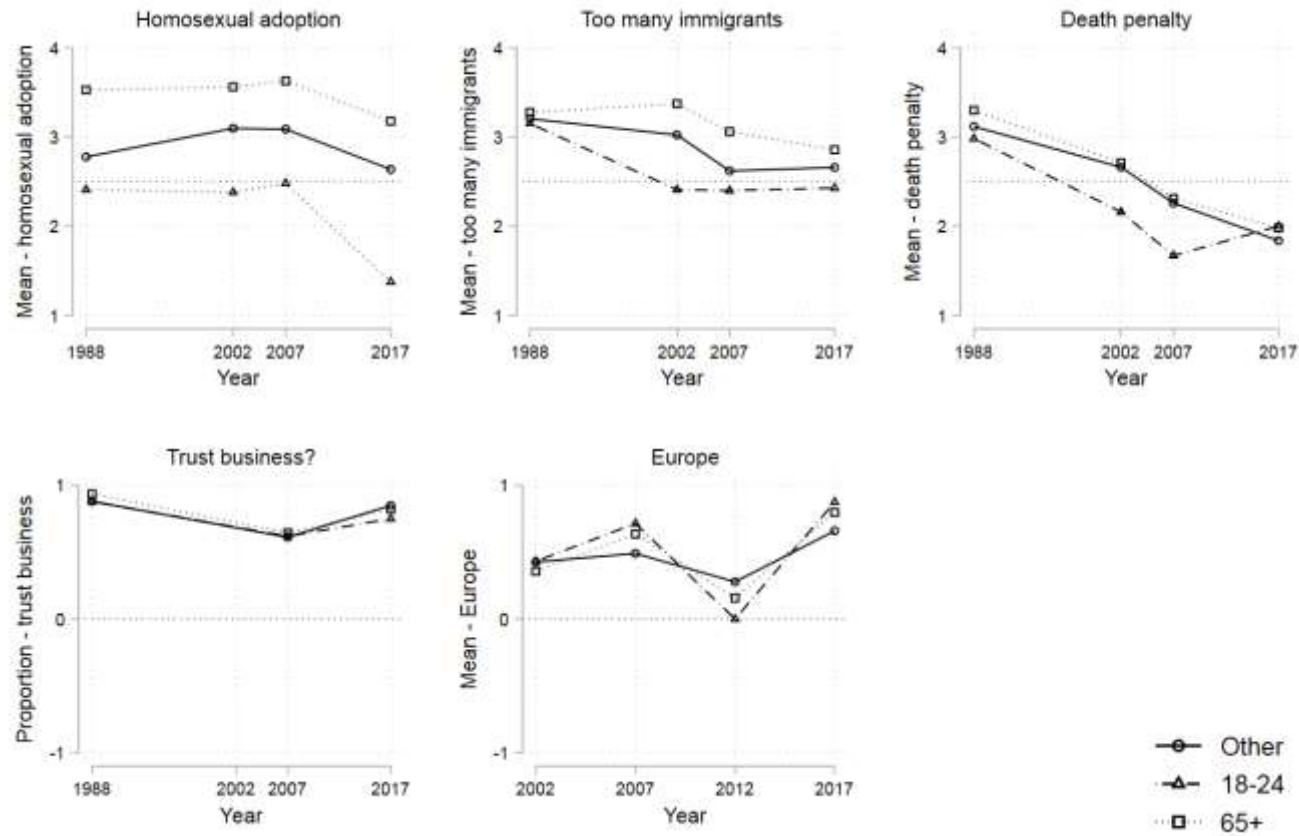 Homosexual adoption
Mean - homosexual adoption
4
3
2
1
1988 2002 2007 2017
Year
Too many immigrants
Mean - too many immigrants
4
3
2
1
1988 2002 2007 2017
Year
Death penalty
Mean - death penalty
4
3
2
1
1988 2002 2007 2017
Year
Trust business?
Proportion - trust business
1
0
-1
1988 2002 2007 2017
Year
Europe
Mean - Europe
1
0
-1
2002 2007 2012 2017
Year
Other
18-24
65+